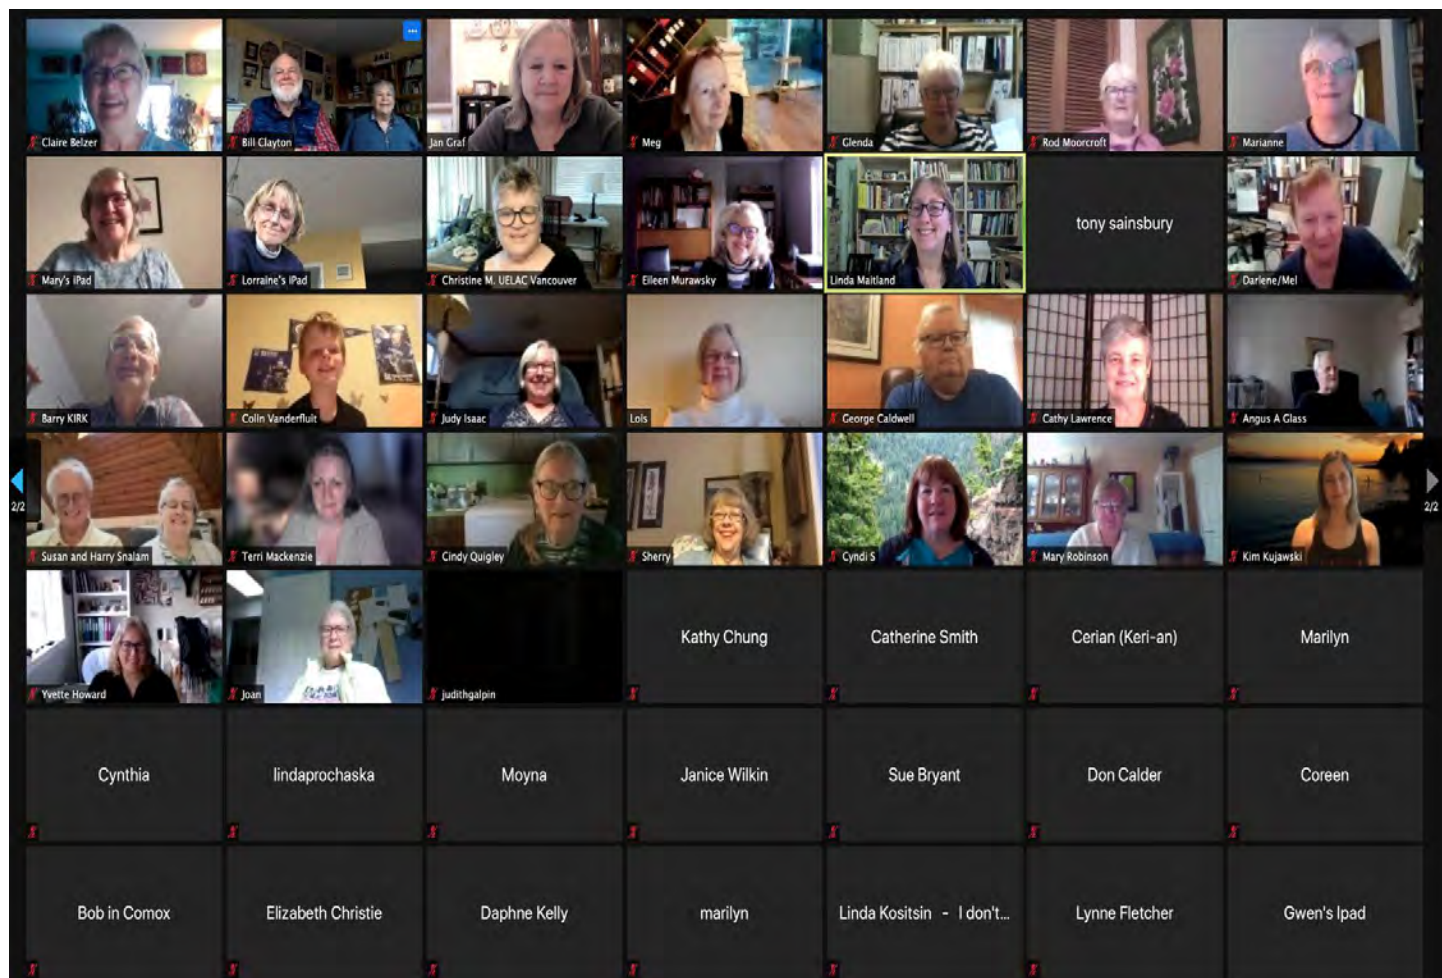 Claire Belzer
Bill Clayton
Jan Graf
Meg
Glenda
Rod Moorcroft
Marianne
Mary's iPad
Lorraine's iPad
Christine M. UELAC Vancouver
Eileen Murawsky
Linda Maitland
tony sainsbury
Darlene/Mel
Barry KIRK
Colin Vanderfluit
Judy Isaac
Lois
George Caldwell
Cathy Lawrence
Angus A Glass
2/2
Susan and Harry Snalam
Terri Mackenzie
Cindy Quigley
Sherry
Cyndi S
Mary Robinson
Kim Kujawski
2/2
Yvette Howard
Joan
judithgalpin
Kathy Chung
Catherine Smith
Cerian (Keri-an)
Marilyn
Cynthia
lindaprochaska
Moyna
Janice Wilkin
Sue Bryant
Don Calder
Coreen
Bob in Comox
Elizabeth Christie
Daphne Kelly
marilyn
Linda Kositsin - I don't...
Lynne Fletcher
Gwen's Ipad